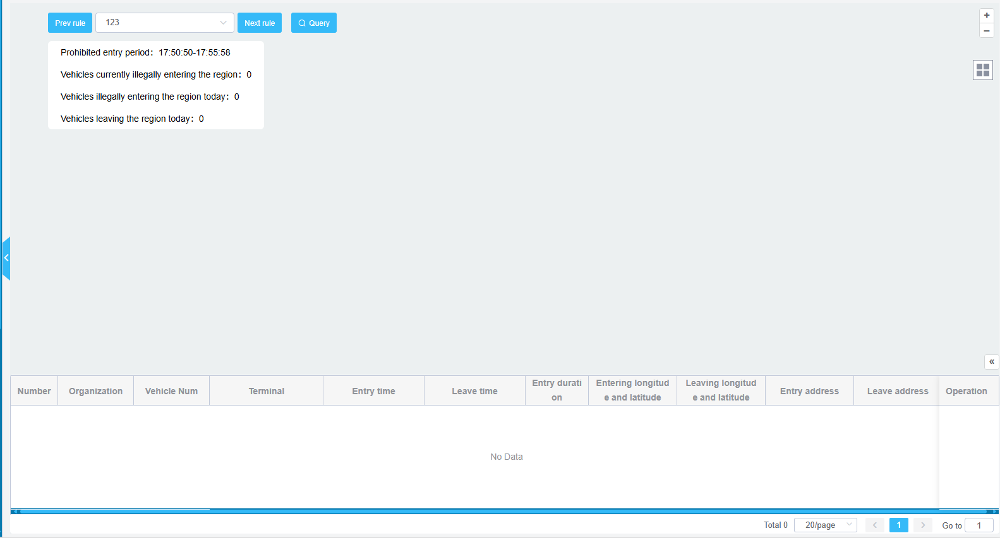 Prev rule 123 Next rule Query
Prohibited entry period：17:50:50-17:55:58
Vehicles currently illegally entering the region：0
Vehicles illegally entering the region today：0
Vehicles leaving the region today：0
Number Organization Vehicle Num Terminal Entry time Leave time Entry durati
on Entering longitud
e and latitude Leaving longitud
e and latitude Entry address Leave address Operation
No Data
Total 0 20/page 1 Go to 1